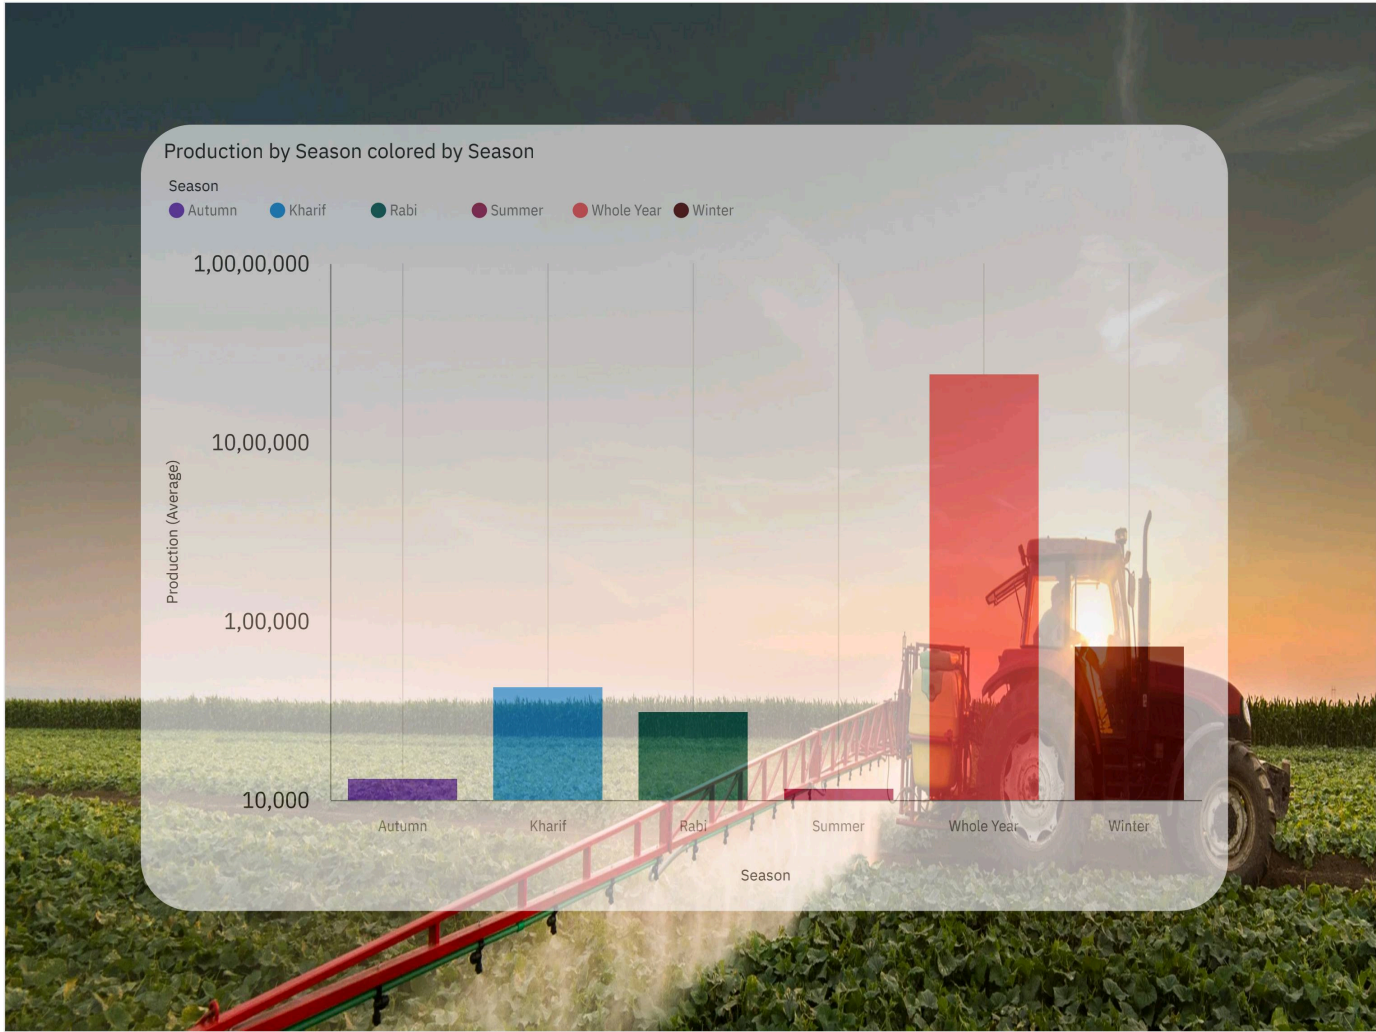 Production by Season colored by Season
Season
Autumn Kharif Rabi Summer Whole Year Winter
1,00,00,000
10,00,000
1,00,000
10,000
Production (Average)
Autumn Kharif Rabi Summer Whole Year Winter
Season